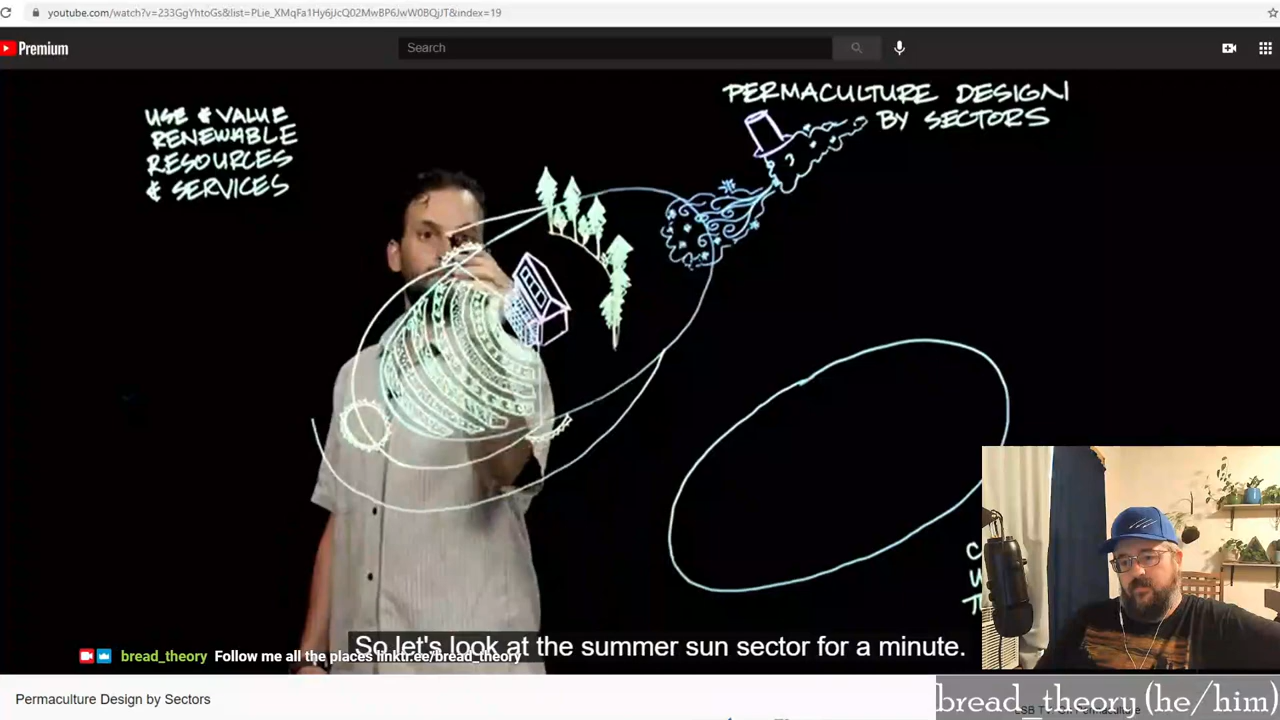 youtube.com/watch?v=233GgYhtoGs&list=PLie_XMqFa1Hy6jJcQ02MwBP6JwW0BQjJT&index=19
Premium
Search
USE & VALUE
RENEWABLE
RESOURCES
& SERVICES
PERMACULTURE DESIGN
BY SECTORS
So let's look at the summer sun sector for a minute.
bread_theory Follow me all the places linktr.ee/bread_theory
Permaculture Design by Sectors
bread_theory (he/him)